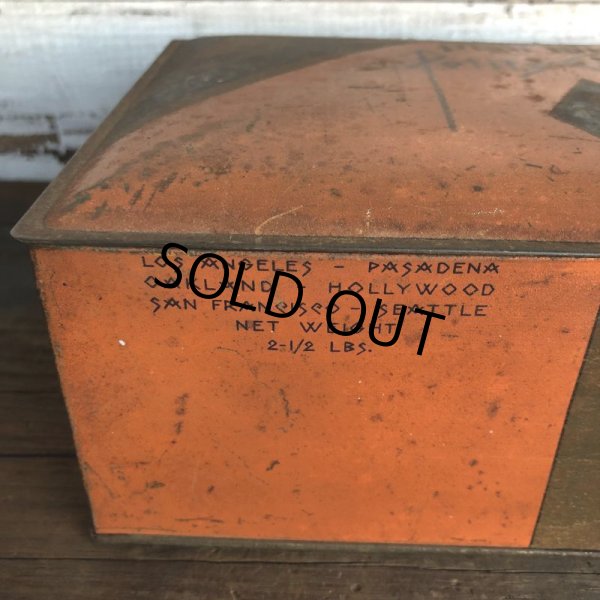 LOS ANGELES - PASADENA
OAKLAND - HOLLYWOOD
SAN FRANCISCO - SEATTLE
NET WEIGHT
2-1/2 LBS.
SOLD OUT